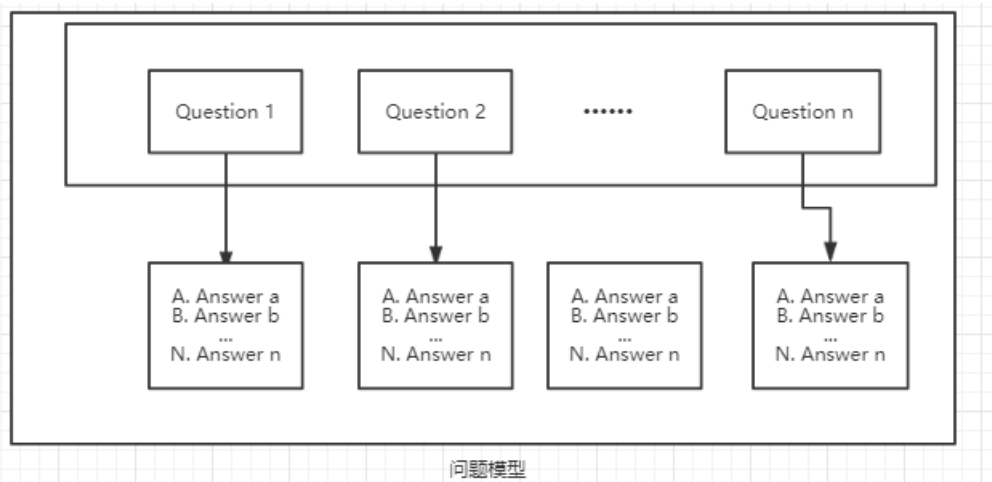 Question 1
Question 2
......
Question n
A. Answer a
B. Answer b
...
N. Answer n
A. Answer a
B. Answer b
...
N. Answer n
A. Answer a
B. Answer b
...
N. Answer n
A. Answer a
B. Answer b
...
N. Answer n
问题模型